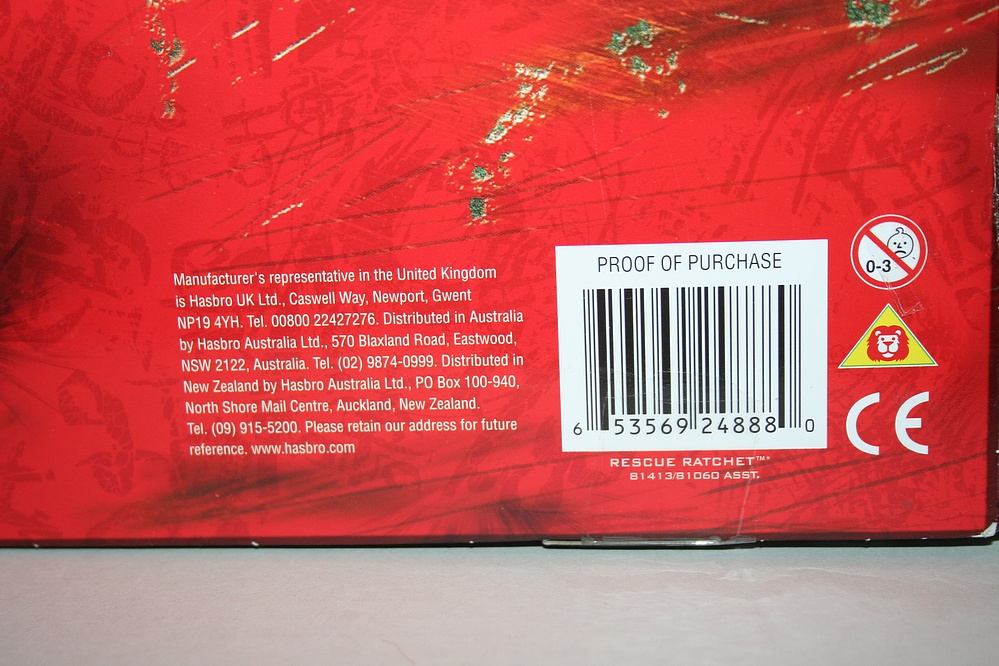 Manufacturer's representative in the United Kingdom
is Hasbro UK Ltd., Caswell Way, Newport, Gwent
NP19 4YH. Tel. 00800 22427276. Distributed in Australia
by Hasbro Australia Ltd., 570 Blaxland Road, Eastwood,
NSW 2122, Australia. Tel. (02) 9874-0999. Distributed in
New Zealand by Hasbro Australia Ltd., PO Box 100-940,
North Shore Mail Centre, Auckland, New Zealand.
Tel. (09) 915-5200. Please retain our address for future
reference. www.hasbro.com
PROOF OF PURCHASE
6 53569 24888 0
RESCUE RATCHET™*
81413/81060 ASST.
0-3
CE